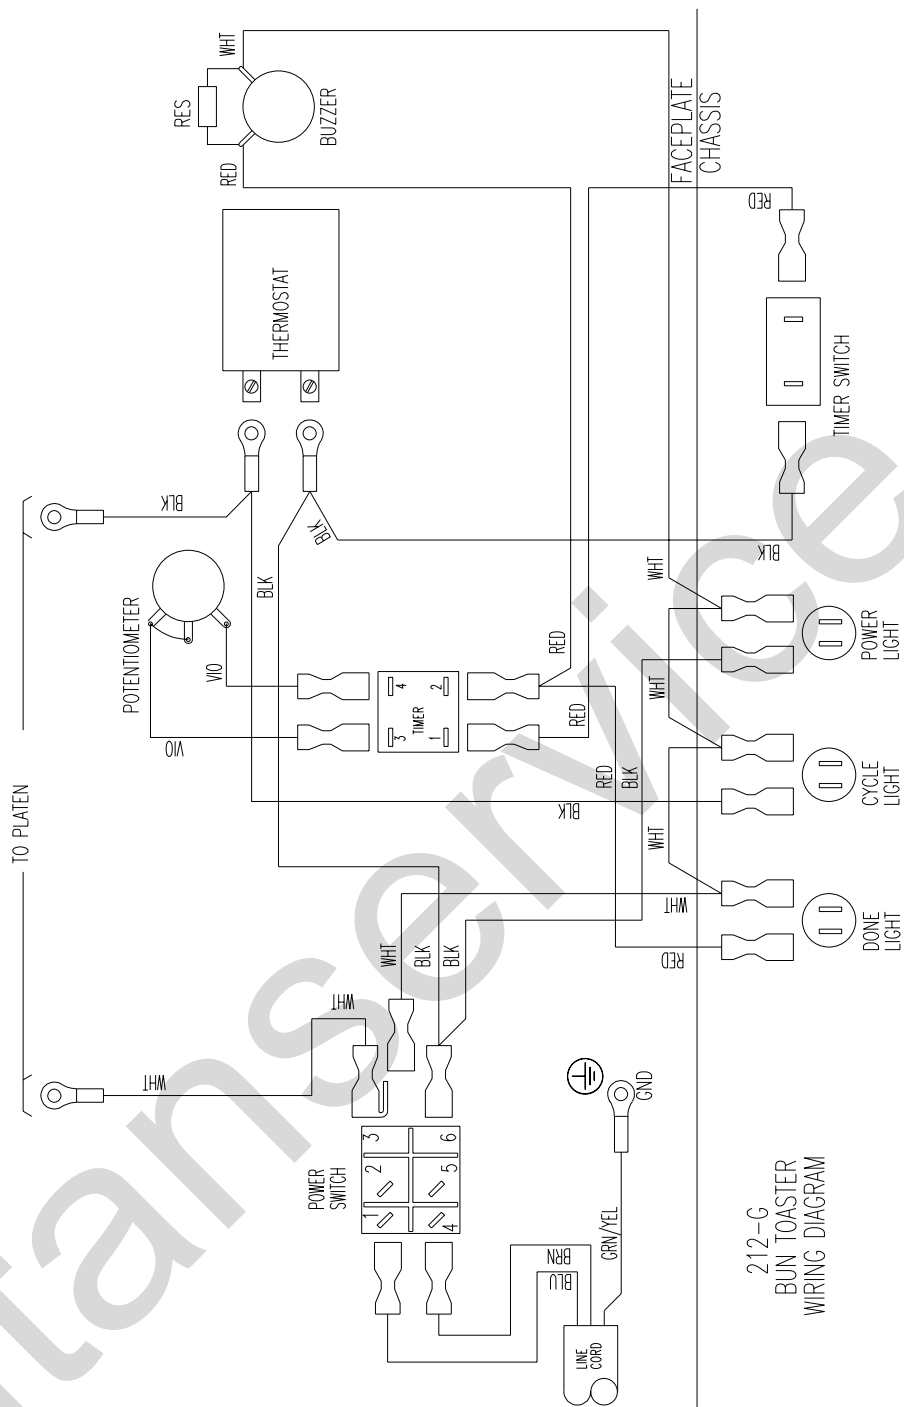 WHT
RES
BUZZER
RED
FACEPLATE
CHASSIS
RED
THERMOSTAT
TIMER SWITCH
BLK
BLK
BLK
BLK
WHT
POTENTIOMETER
VIO
VIO
4
2
3
1
TIMER
RED
RED
RED
BLK
WHT
POWER
LIGHT
TO PLATEN
BLK
WHT
CYCLE
LIGHT
WHT
WHT
WHT
BLK
BLK
RED
DONE
LIGHT
WHT
POWER
SWITCH
1
2
3
4
5
6
GND
GRN/YEL
BRN
BLU
LINE
CORD
212-G
BUN TOASTER
WIRING DIAGRAM
tanservice